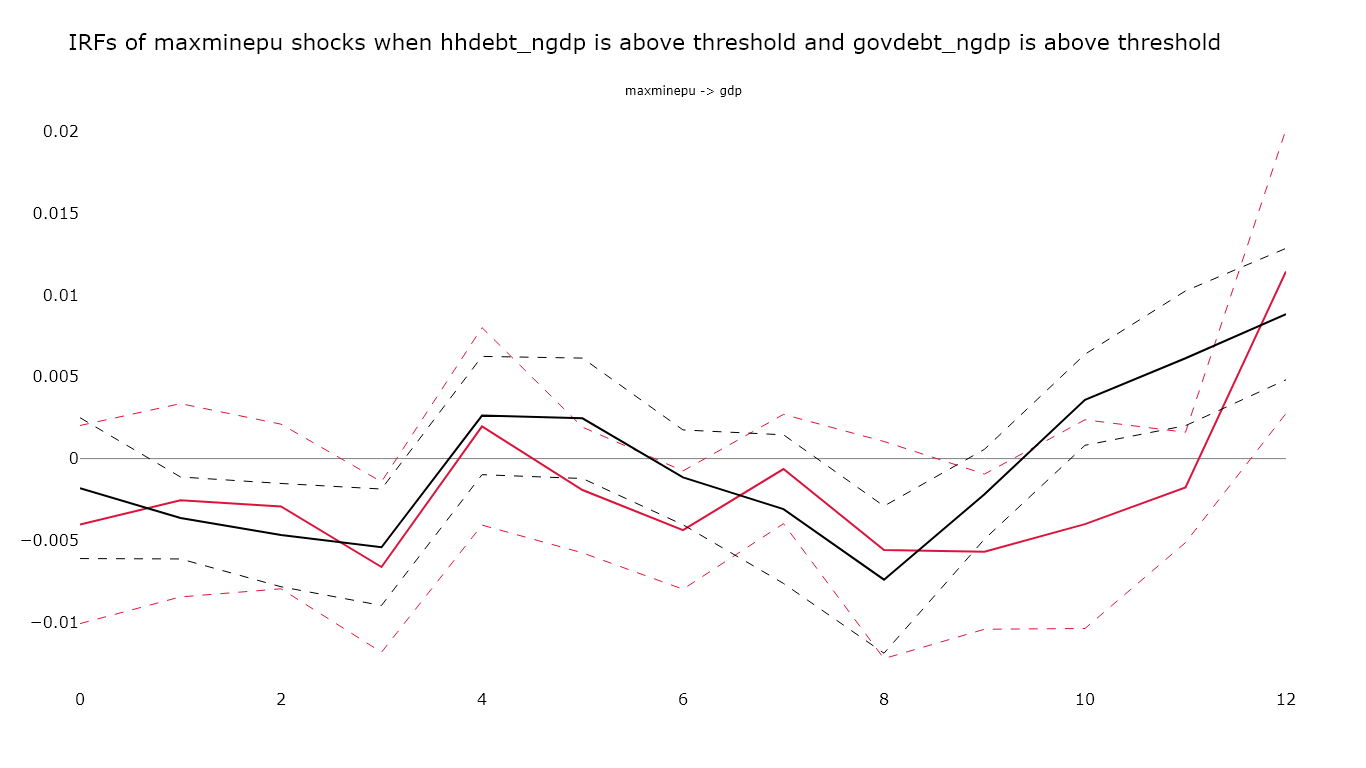 IRFs of maxminepu shocks when hhdebt_ngdp is above threshold and govdebt_ngdp is above threshold
maxminepu -> gdp
0.02
0.015
0.01
0.005
0
−0.005
−0.01
0 2 4 6 8 10 12